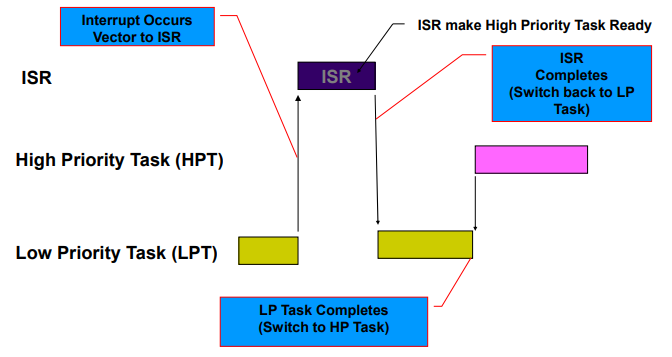 Interrupt Occurs
Vector to ISR
ISR make High Priority Task Ready
ISR
ISR
ISR
Completes
(Switch back to LP
Task)
High Priority Task (HPT)
Low Priority Task (LPT)
LP Task Completes
(Switch to HP Task)